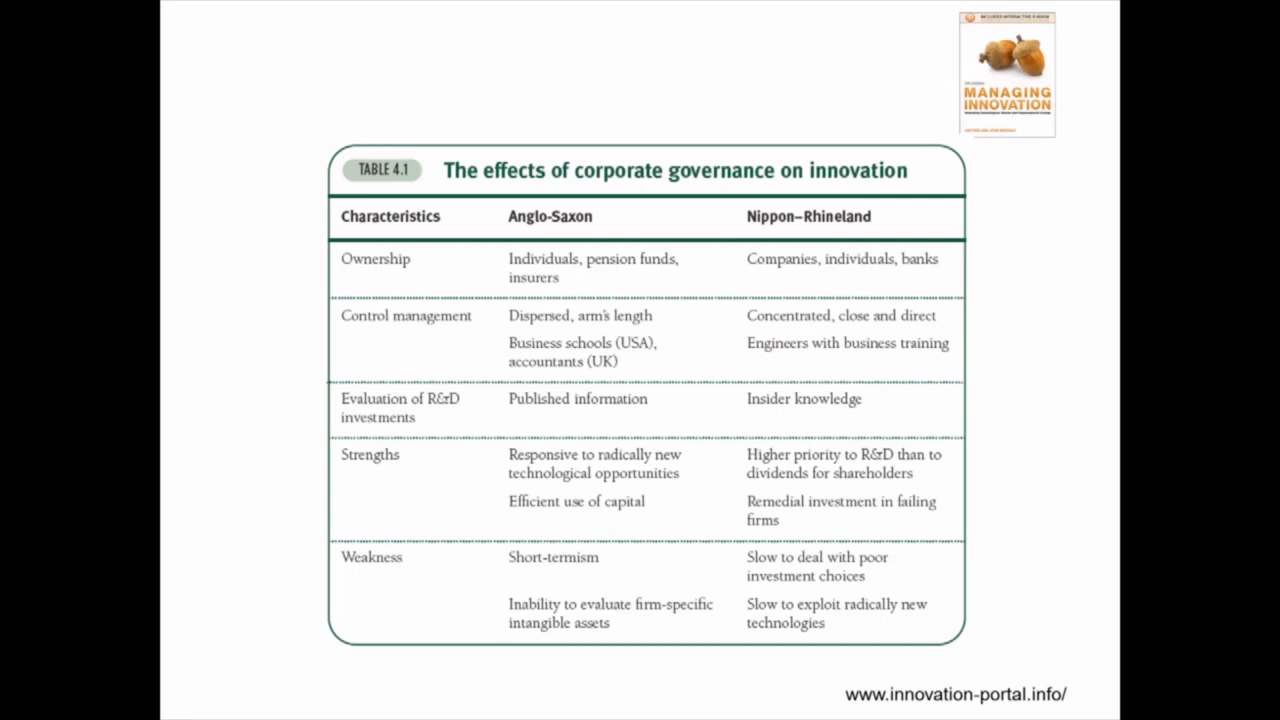 INCLUDES INTERACTIVE E-BOOK
MANAGING
INNOVATION
TABLE 4.1 The effects of corporate governance on innovation
Characteristics Anglo-Saxon Nippon–Rhineland
Ownership Individuals, pension funds, Companies, individuals, banks
insurers
Control management Dispersed, arm's length Concentrated, close and direct
Business schools (USA), Engineers with business training
accountants (UK)
Evaluation of R&D Published information Insider knowledge
investments
Strengths Responsive to radically new Higher priority to R&D than to
technological opportunities dividends for shareholders
Efficient use of capital Remedial investment in failing
firms
Weakness Short-termism Slow to deal with poor
investment choices
Inability to evaluate firm-specific Slow to exploit radically new
intangible assets technologies
www.innovation-portal.info/